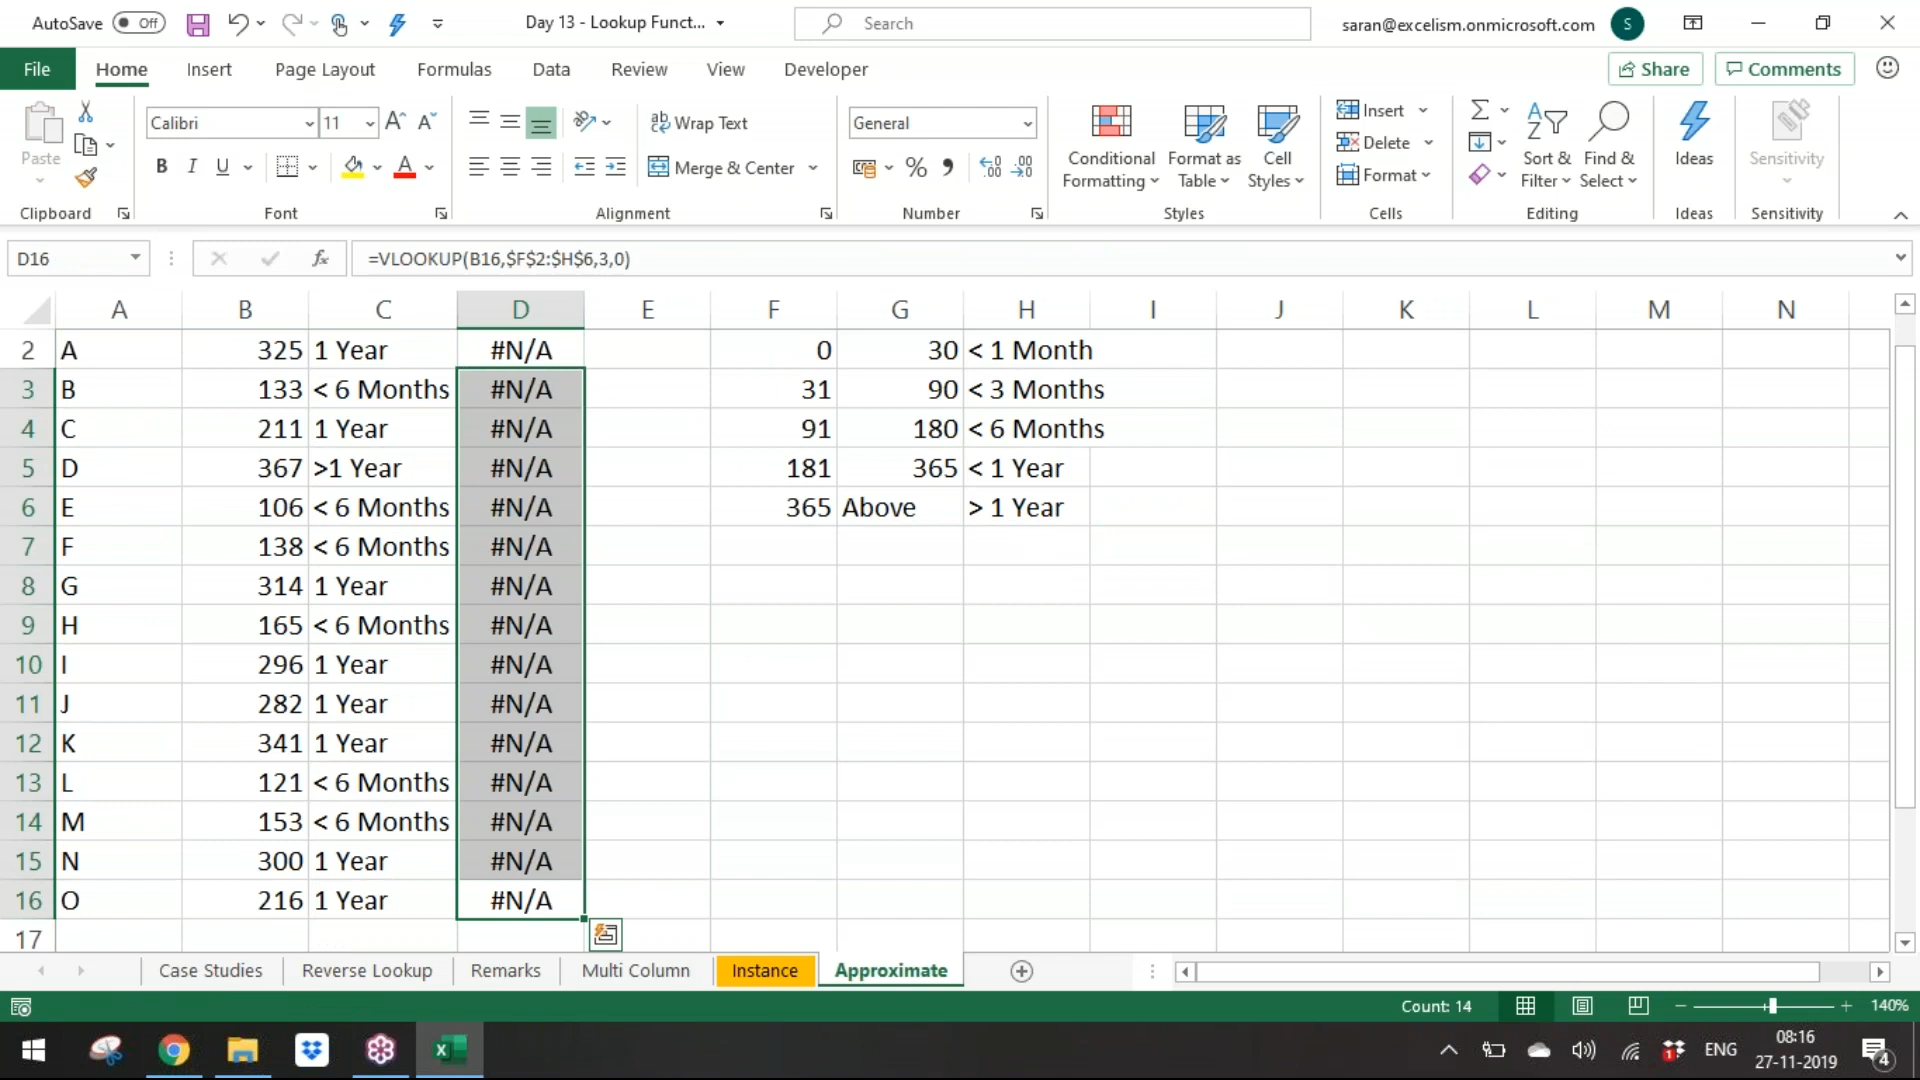 AutoSave Off Day 13 - Lookup Funct... Search saran@excelism.onmicrosoft.com S
File Home Insert Page Layout Formulas Data Review View Developer Share Comments
Paste Calibri 11 A A ab Wrap Text General Conditional Formatting Format as Table Cell Styles Insert Delete Format Sort & Filter Find & Select Ideas Sensitivity
B I U A Merge & Center % 9
Clipboard Font Alignment Number Styles Cells Editing Ideas Sensitivity
D16 fx =VLOOKUP(B16,$F$2:$H$6,3,0)
A B C D E F G H I J K L M N
2 A 325 1 Year #N/A 0 30 < 1 Month
3 B 133 < 6 Months #N/A 31 90 < 3 Months
4 C 211 1 Year #N/A 91 180 < 6 Months
5 D 367 >1 Year #N/A 181 365 < 1 Year
6 E 106 < 6 Months #N/A 365 Above > 1 Year
7 F 138 < 6 Months #N/A
8 G 314 1 Year #N/A
9 H 165 < 6 Months #N/A
10 I 296 1 Year #N/A
11 J 282 1 Year #N/A
12 K 341 1 Year #N/A
13 L 121 < 6 Months #N/A
14 M 153 < 6 Months #N/A
15 N 300 1 Year #N/A
16 O 216 1 Year #N/A
17
Case Studies Reverse Lookup Remarks Multi Column Instance Approximate
Count: 14 140%
ENG 08:16
27-11-2019 4